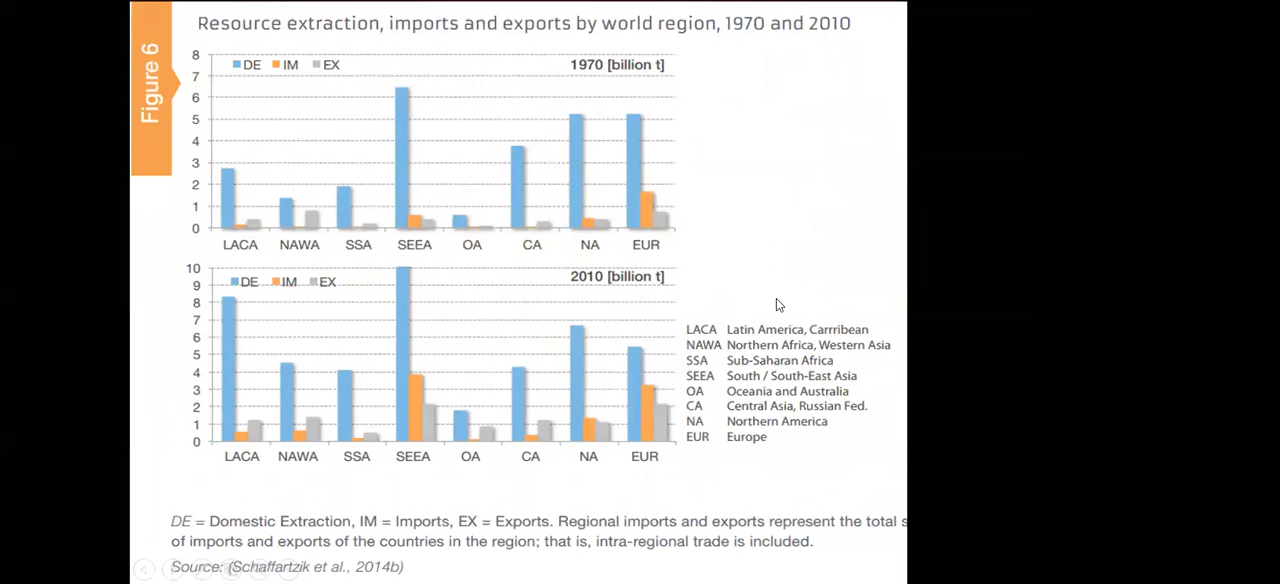 Figure 6
Resource extraction, imports and exports by world region, 1970 and 2010
8
DE IM EX
1970 [billion t]
7
6
5
4
3
2
1
0
LACA NAWA SSA SEEA OA CA NA EUR
10
DE IM EX
2010 [billion t]
9
8
7
6
5
4
3
2
1
0
LACA NAWA SSA SEEA OA CA NA EUR
LACA Latin America, Carrribean
NAWA Northern Africa, Western Asia
SSA Sub-Saharan Africa
SEEA South / South-East Asia
OA Oceania and Australia
CA Central Asia, Russian Fed.
NA Northern America
EUR Europe
DE = Domestic Extraction, IM = Imports, EX = Exports. Regional imports and exports represent the total s
of imports and exports of the countries in the region; that is, intra-regional trade is included.
Source: (Schaffartzik et al., 2014b)